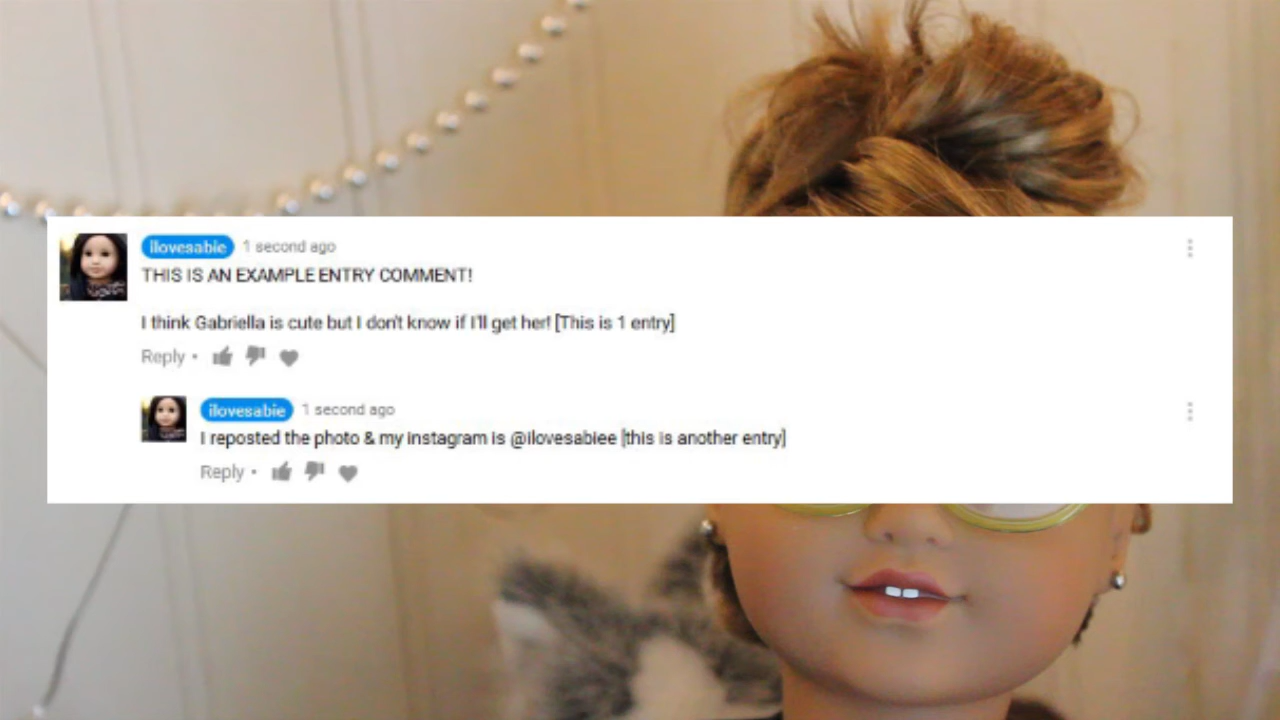 ilovesabie 1 second ago
THIS IS AN EXAMPLE ENTRY COMMENT!
I think Gabriella is cute but I don't know if I'll get her! [This is 1 entry]
Reply •
ilovesabie 1 second ago
I reposted the photo & my instagram is @ilovesabiee [this is another entry]
Reply •